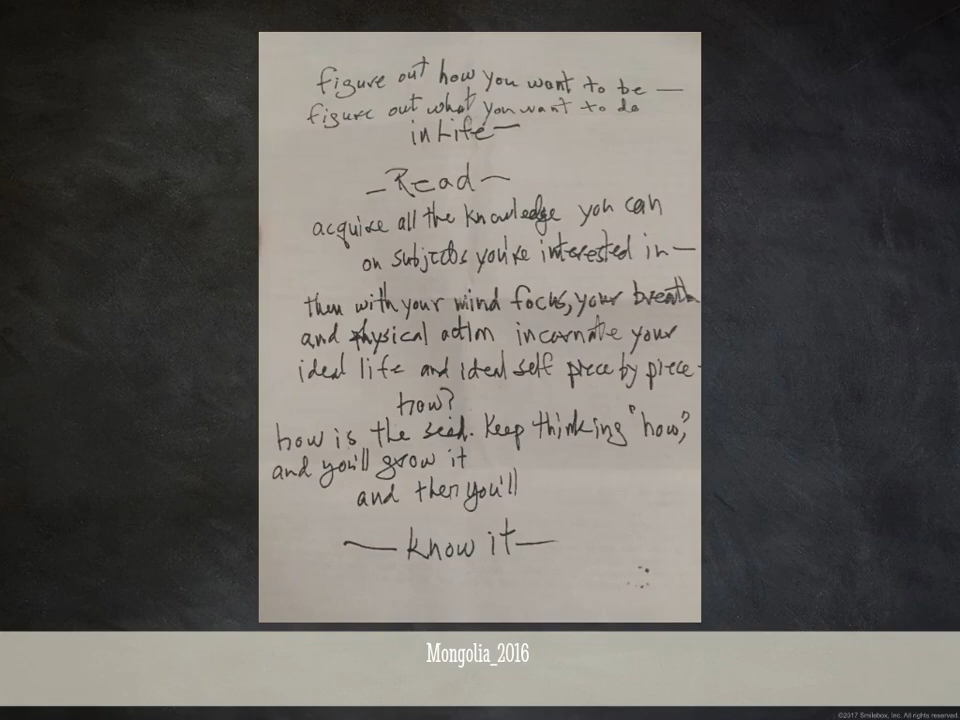 figure out how you want to be —
figure out what you want to do
in Life —
— Read —
acquire all the knowledge you can
on subjects you're interested in —
then with your mind focus, your breath
and physical action incarnate your
ideal life and ideal self piece by piece -
how?
how is the seed. Keep thinking "how,"
and you'll grow it
and then you'll
— know it —
Mongolia_2016
©2017 Smilebox, Inc. All rights reserved